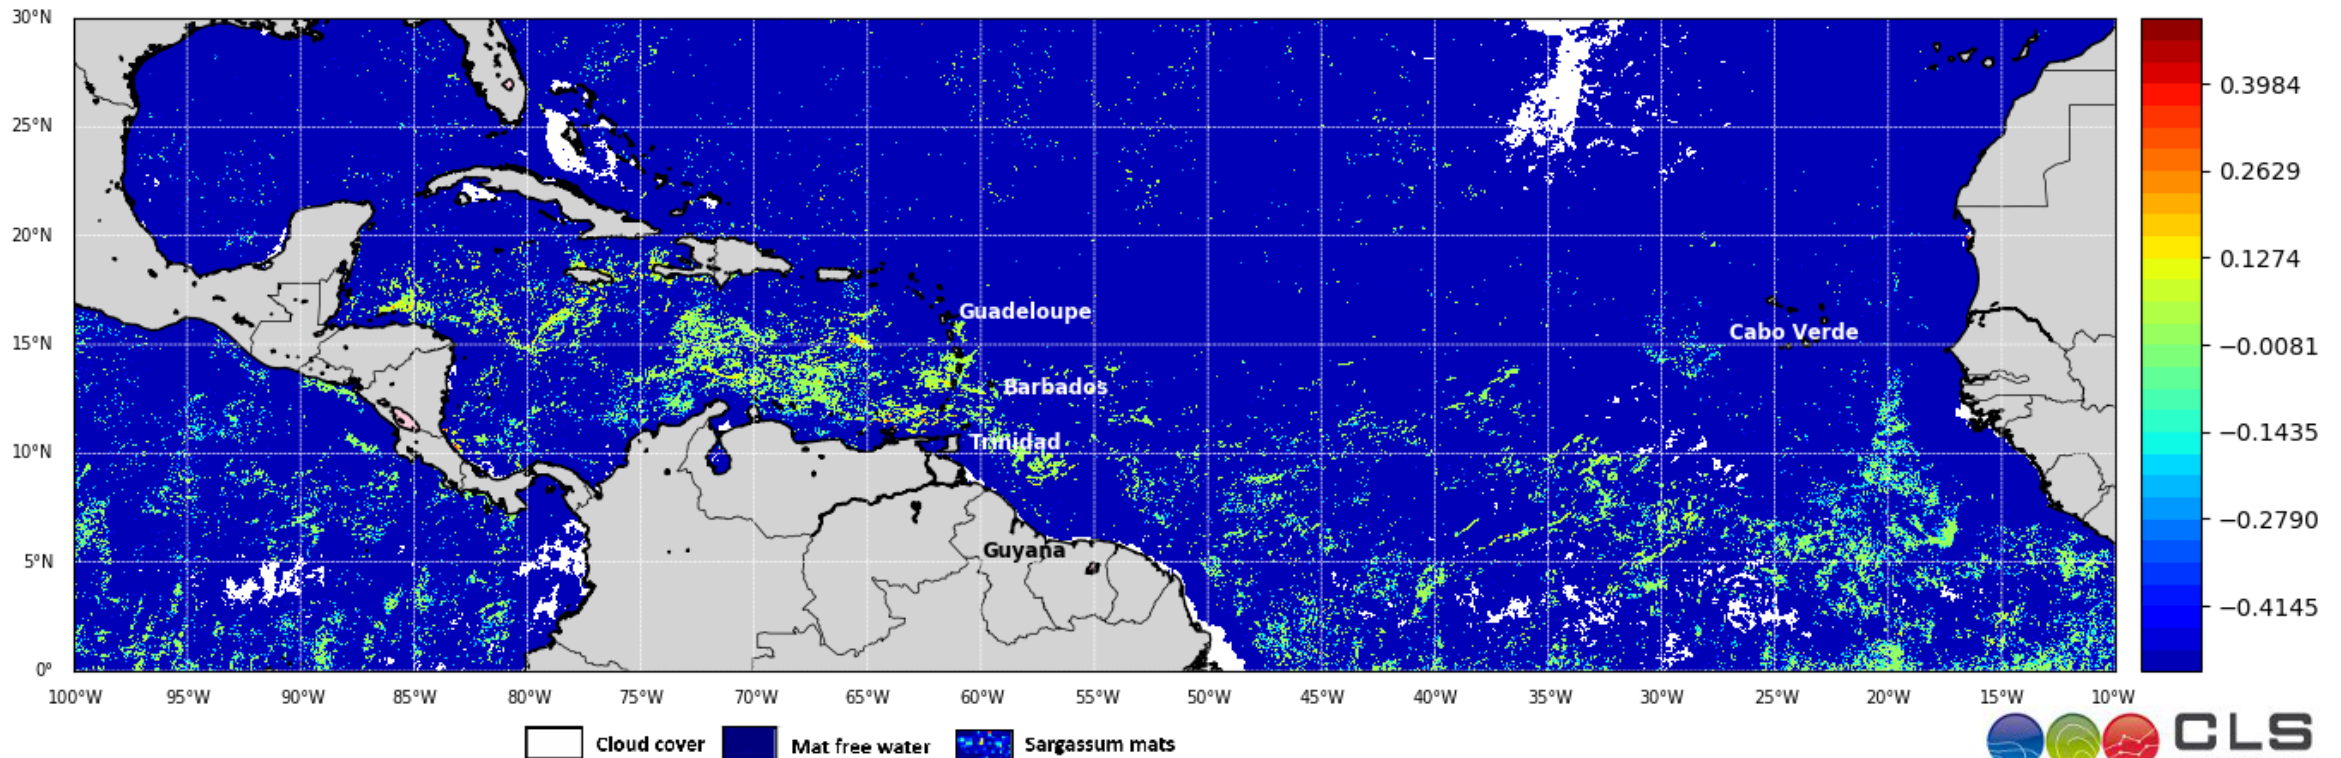 30°N
25°N
20°N
15°N
10°N
5°N
0°
Guadeloupe
Cabo Verde
Barbados
Trinidad
Guyana
100°W 95°W 90°W 85°W 80°W 75°W 70°W 65°W 60°W 55°W 50°W 45°W 40°W 35°W 30°W 25°W 20°W 15°W 10°W
0.3984
0.2629
0.1274
−0.0081
−0.1435
−0.2790
−0.4145
Cloud cover Mat free water Sargassum mats
CLS